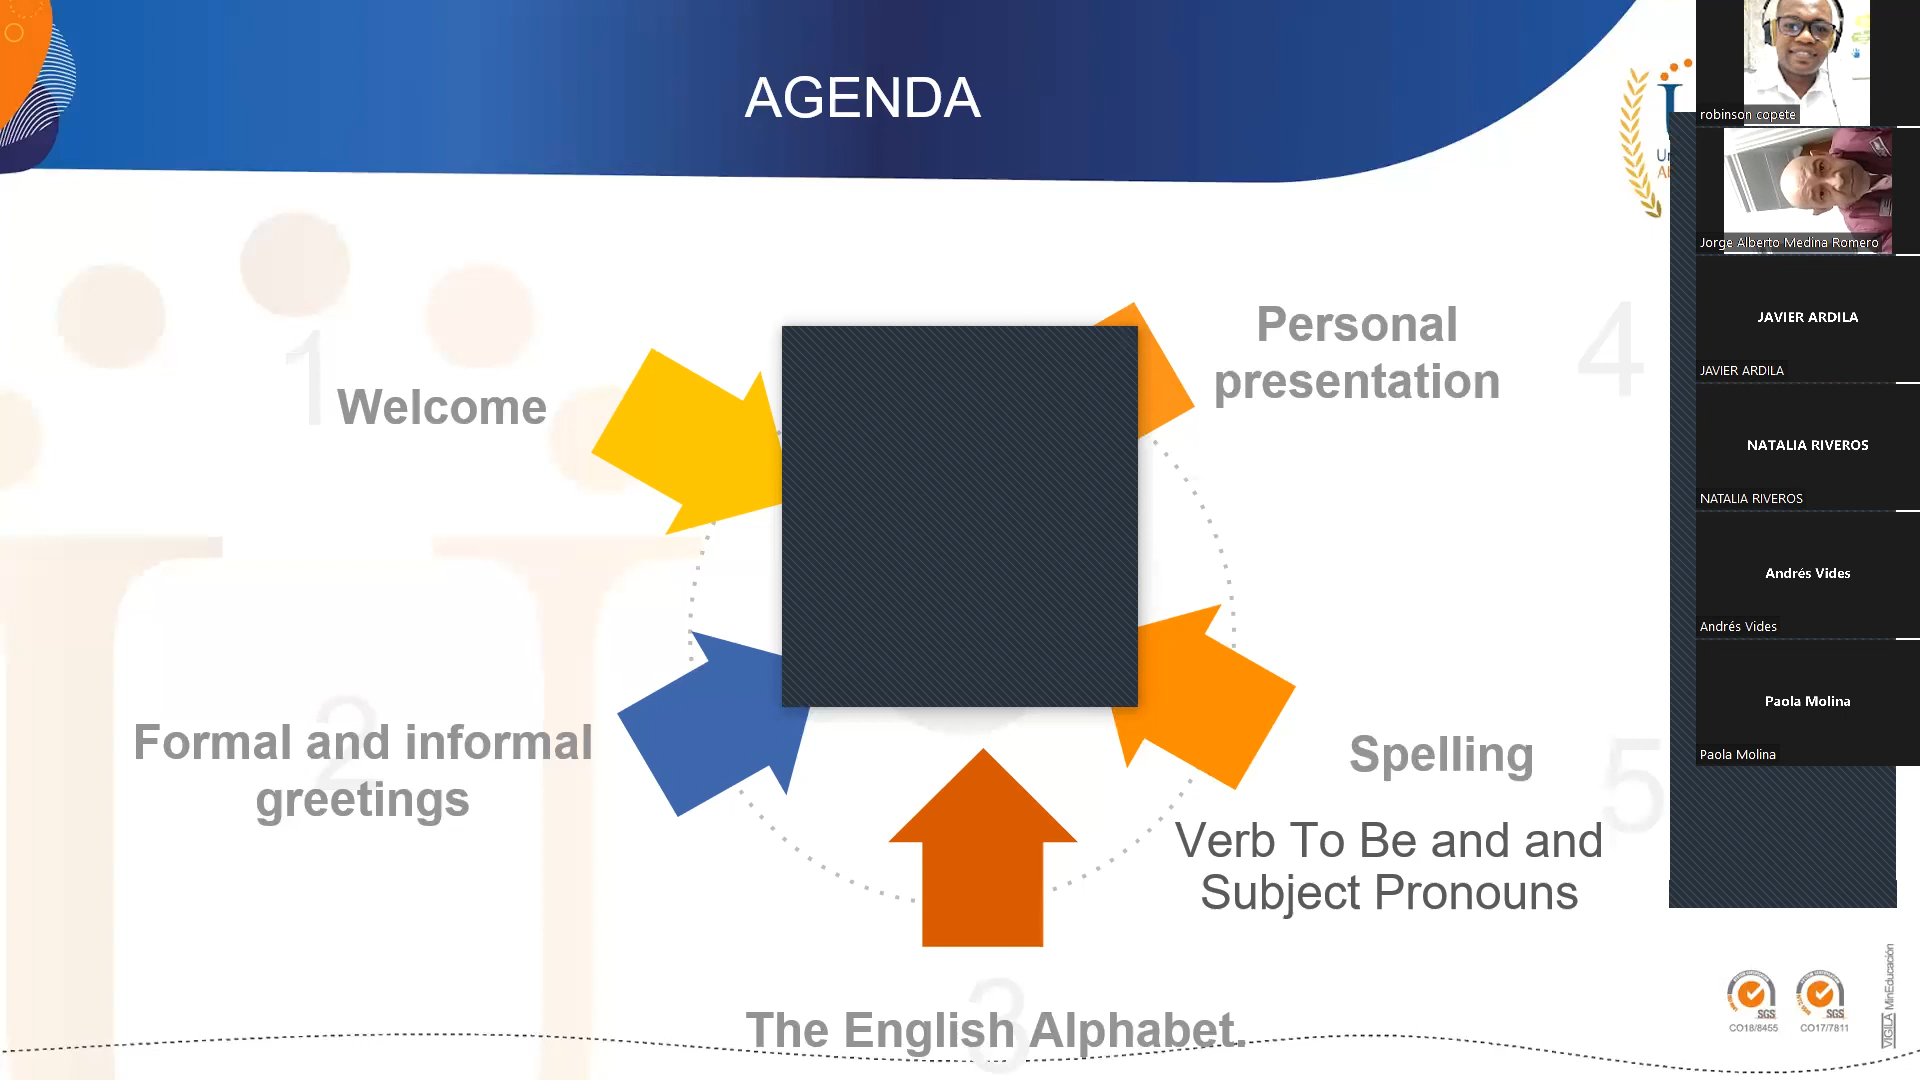 AGENDA
1
Welcome
2
Formal and informal
greetings
3
The English Alphabet.
Personal
presentation
4
Spelling
5
Verb To Be and and
Subject Pronouns
robinson copete
Jorge Alberto Medina Romero
JAVIER ARDILA
JAVIER ARDILA
NATALIA RIVEROS
NATALIA RIVEROS
Andrés Vides
Andrés Vides
Paola Molina
Paola Molina
SGS
CO18/8455
SGS
CO17/7811
VIGILADA MinEducación